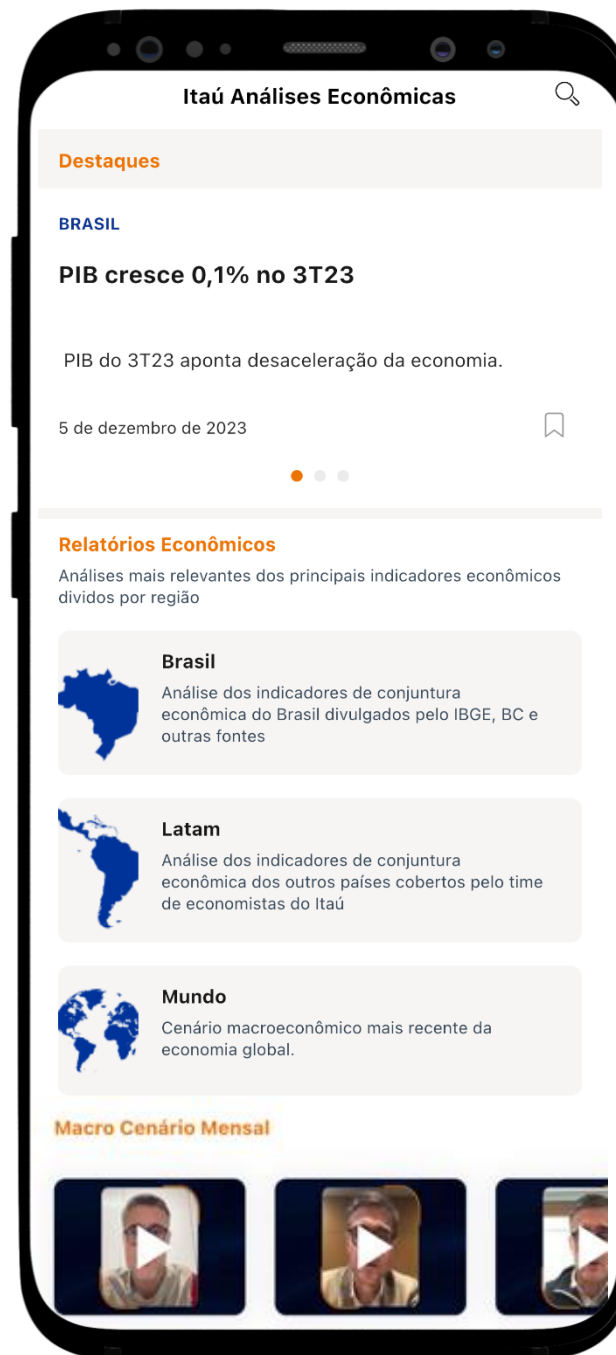 Itaú Análises Econômicas
Destaques
BRASIL
PIB cresce 0,1% no 3T23
PIB do 3T23 aponta desaceleração da economia.
5 de dezembro de 2023
Relatórios Econômicos
Análises mais relevantes dos principais indicadores econômicos
dividos por região
Brasil
Análise dos indicadores de conjuntura
econômica do Brasil divulgados pelo IBGE, BC e
outras fontes
Latam
Análise dos indicadores de conjuntura
econômica dos outros países cobertos pelo time
de economistas do Itaú
Mundo
Cenário macroeconômico mais recente da
economia global.
Macro Cenário Mensal